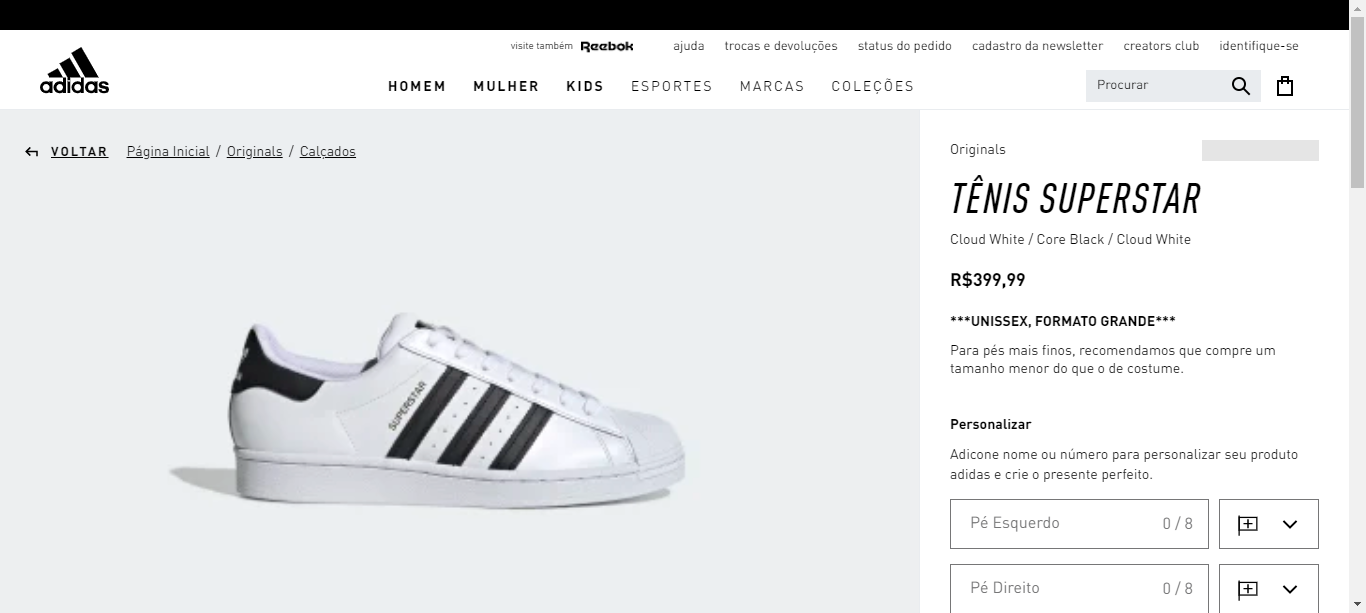 visite também Reebok ajuda trocas e devoluções status do pedido cadastro da newsletter creators club identifique-se
adidas
HOMEM MULHER KIDS ESPORTES MARCAS COLEÇÕES Procurar
VOLTAR Página Inicial / Originals / Calçados
SUPERSTAR
Originals
TÊNIS SUPERSTAR
Cloud White / Core Black / Cloud White
R$399,99
***UNISSEX, FORMATO GRANDE***
Para pés mais finos, recomendamos que compre um
tamanho menor do que o de costume.
Personalizar
Adicone nome ou número para personalizar seu produto
adidas e crie o presente perfeito.
Pé Esquerdo 0 / 8
Pé Direito 0 / 8